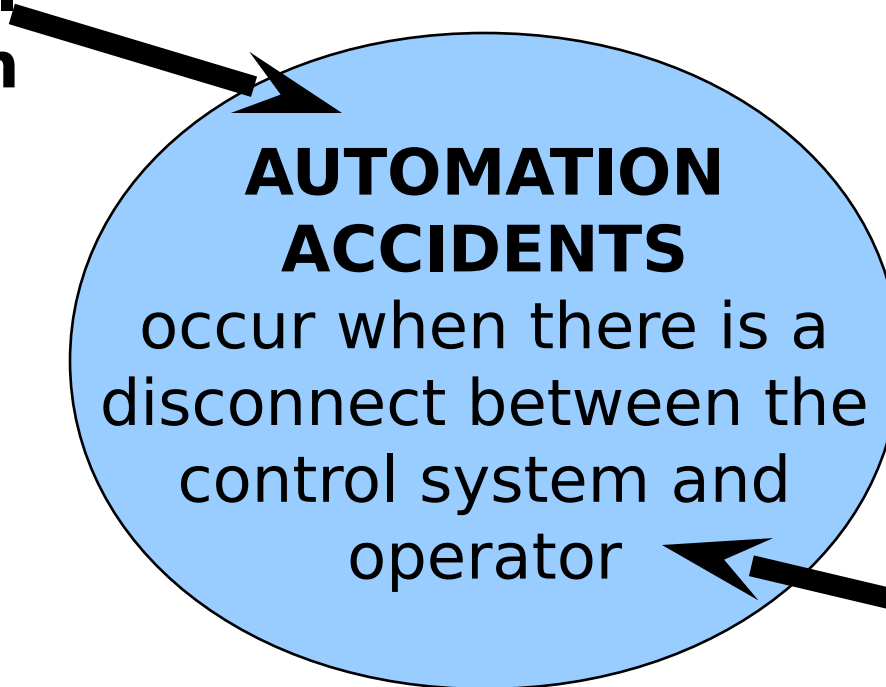 AUTOMATION
ACCIDENTS
occur when there is a
disconnect between the
control system and
operator